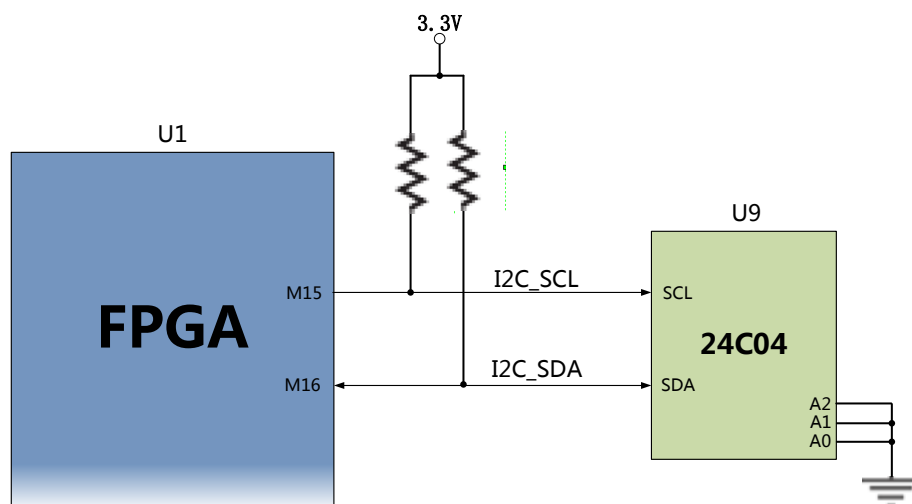 3.3V
U1
U9
M15
I2C_SCL
SCL
FPGA
24C04
I2C_SDA
M16
SDA
A2
A1
A0